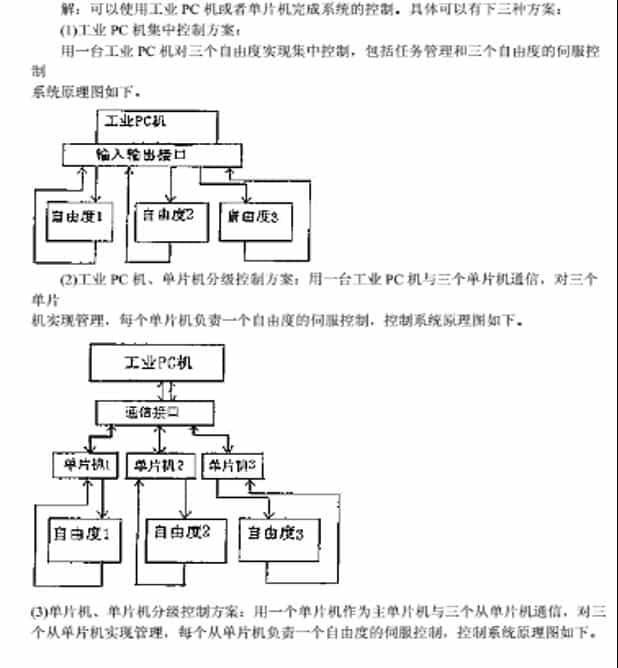 解：可以使用工业 PC 机或者单片机完成系统的控制。具体可以有下三种方案：
(1)工业 PC 机集中控制方案：
用一台工业 PC 机对三个自由度实现集中控制，包括任务管理和三个自由度的伺服控
制
系统原理图如下。
工业PC机
输入输出接口
自由度1
自由度2
自由度3
(2)工业 PC 机、单片机分级控制方案：用一台工业 PC 机与三个单片机通信，对三个
单片
机实现管理，每个单片机负责一个自由度的伺服控制，控制系统原理图如下。
工业PC机
通信接口
单片机1
单片机2
单片机3
自由度1
自由度2
自由度3
(3)单片机、单片机分级控制方案：用一个单片机作为主单片机与三个从单片机通信，对三
个从单片机实现管理，每个从单片机负责一个自由度的伺服控制，控制系统原理图如下。